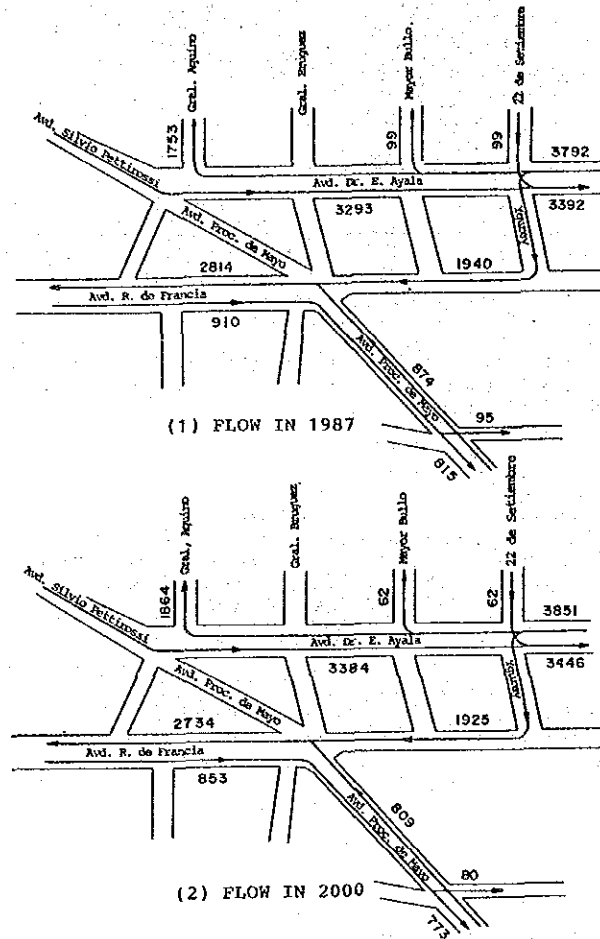 Gral. Aquino
Gral. Bruguez
Mayor Bullo
22 de Setiembre
Avd. Silvio Pettirossi
1753
99
99
3792
Avd. Dr. E. Ayala
3293
3392
Avd. Proc. de Mayo
2814
1940
Avd. R. de Francia
910
Avd. Proc. de Mayo
874
95
815
(1) FLOW IN 1987
Gral, Aquino
Gral. Bruguez
Mayor Bullo
22 de Setiembre
Avd. Silvio Pettirossi
1864
62
62
3851
Avd. Dr. E. Ayala
3384
3446
Avd. Proc. de Mayo
2734
1925
Avd. R. de Francia
853
Avd. Proc. de Mayo
809
80
773
(2) FLOW IN 2000